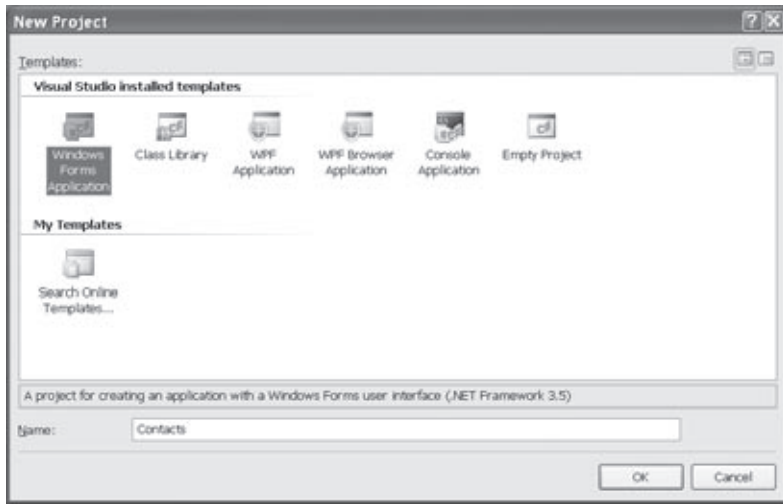 New Project
Templates:
Visual Studio installed templates
Windows Forms Application
Class Library
WPF Application
WPF Browser Application
Console Application
Empty Project
My Templates
Search Online Templates...
A project for creating an application with a Windows Forms user interface (.NET Framework 3.5)
Name:
Contacts
OK
Cancel